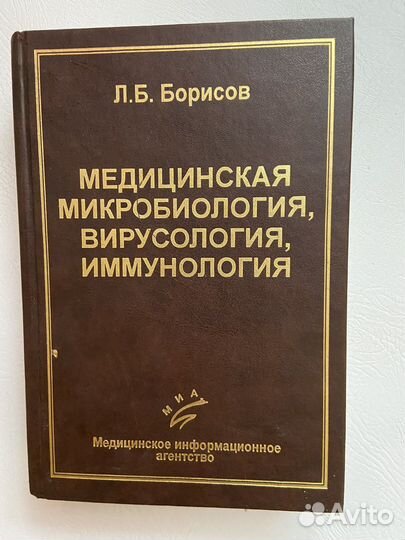 Л.Б. Борисов
МЕДИЦИНСКАЯ
МИКРОБИОЛОГИЯ,
ВИРУСОЛОГИЯ,
ИММУНОЛОГИЯ
МИА
Медицинское информационное
агентство
Avito